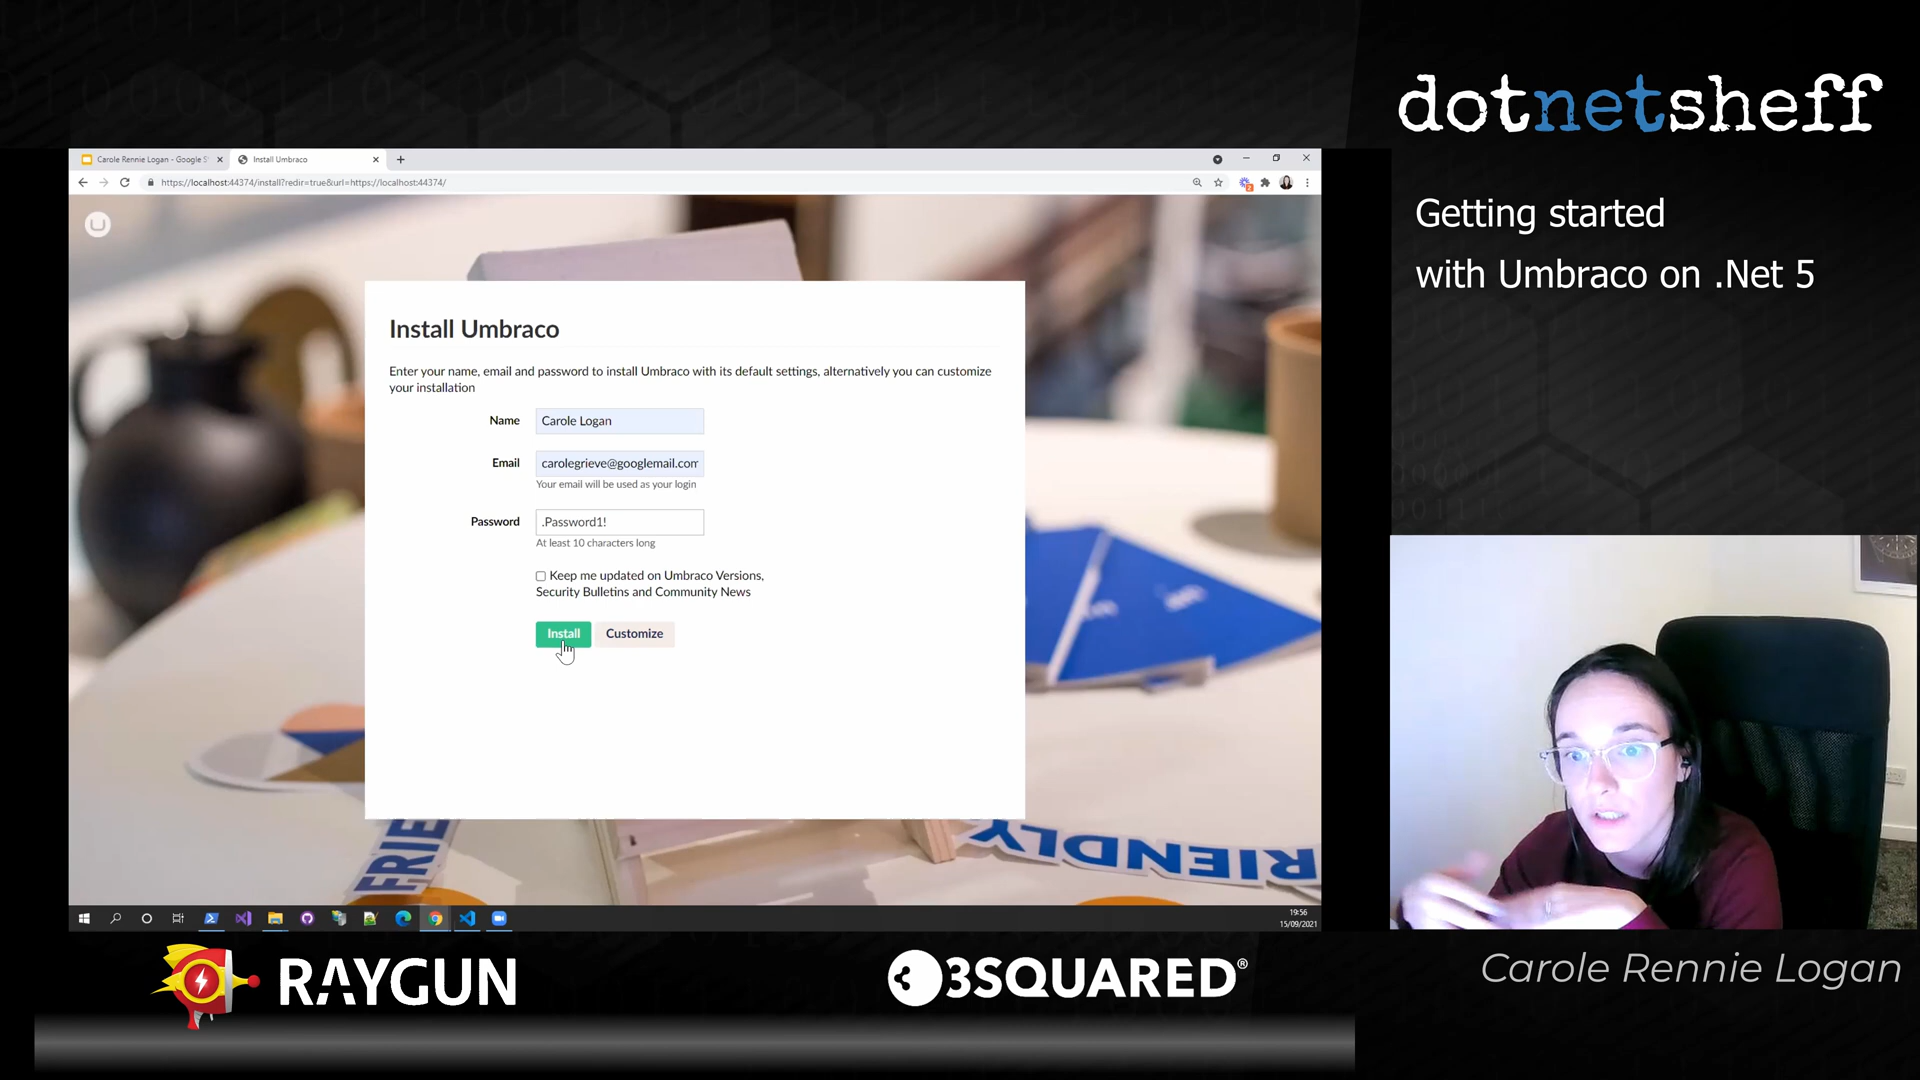 dotnetsheff
Getting started
with Umbraco on .Net 5
Carole Rennie Logan - Google S
Install Umbraco
https://localhost:44374/install?redir=true&url=https://localhost:44374/
Install Umbraco
Enter your name, email and password to install Umbraco with its default settings, alternatively you can customize
your installation
Name
Carole Logan
Email
carolegrieve@googlemail.com
Your email will be used as your login
Password
.Password1!
At least 10 characters long
Keep me updated on Umbraco Versions,
Security Bulletins and Community News
Install
Customize
FRIE
RIENDLY
19:56
15/09/2021
RAYGUN
3SQUARED®
Carole Rennie Logan